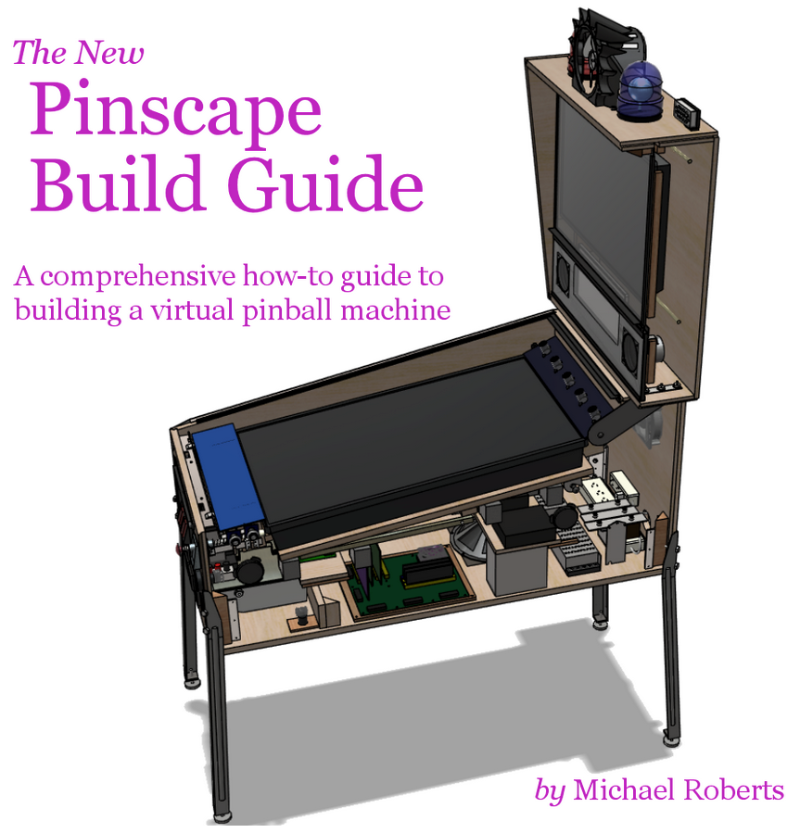 The New
Pinscape
Build Guide
A comprehensive how-to guide to
building a virtual pinball machine
by Michael Roberts